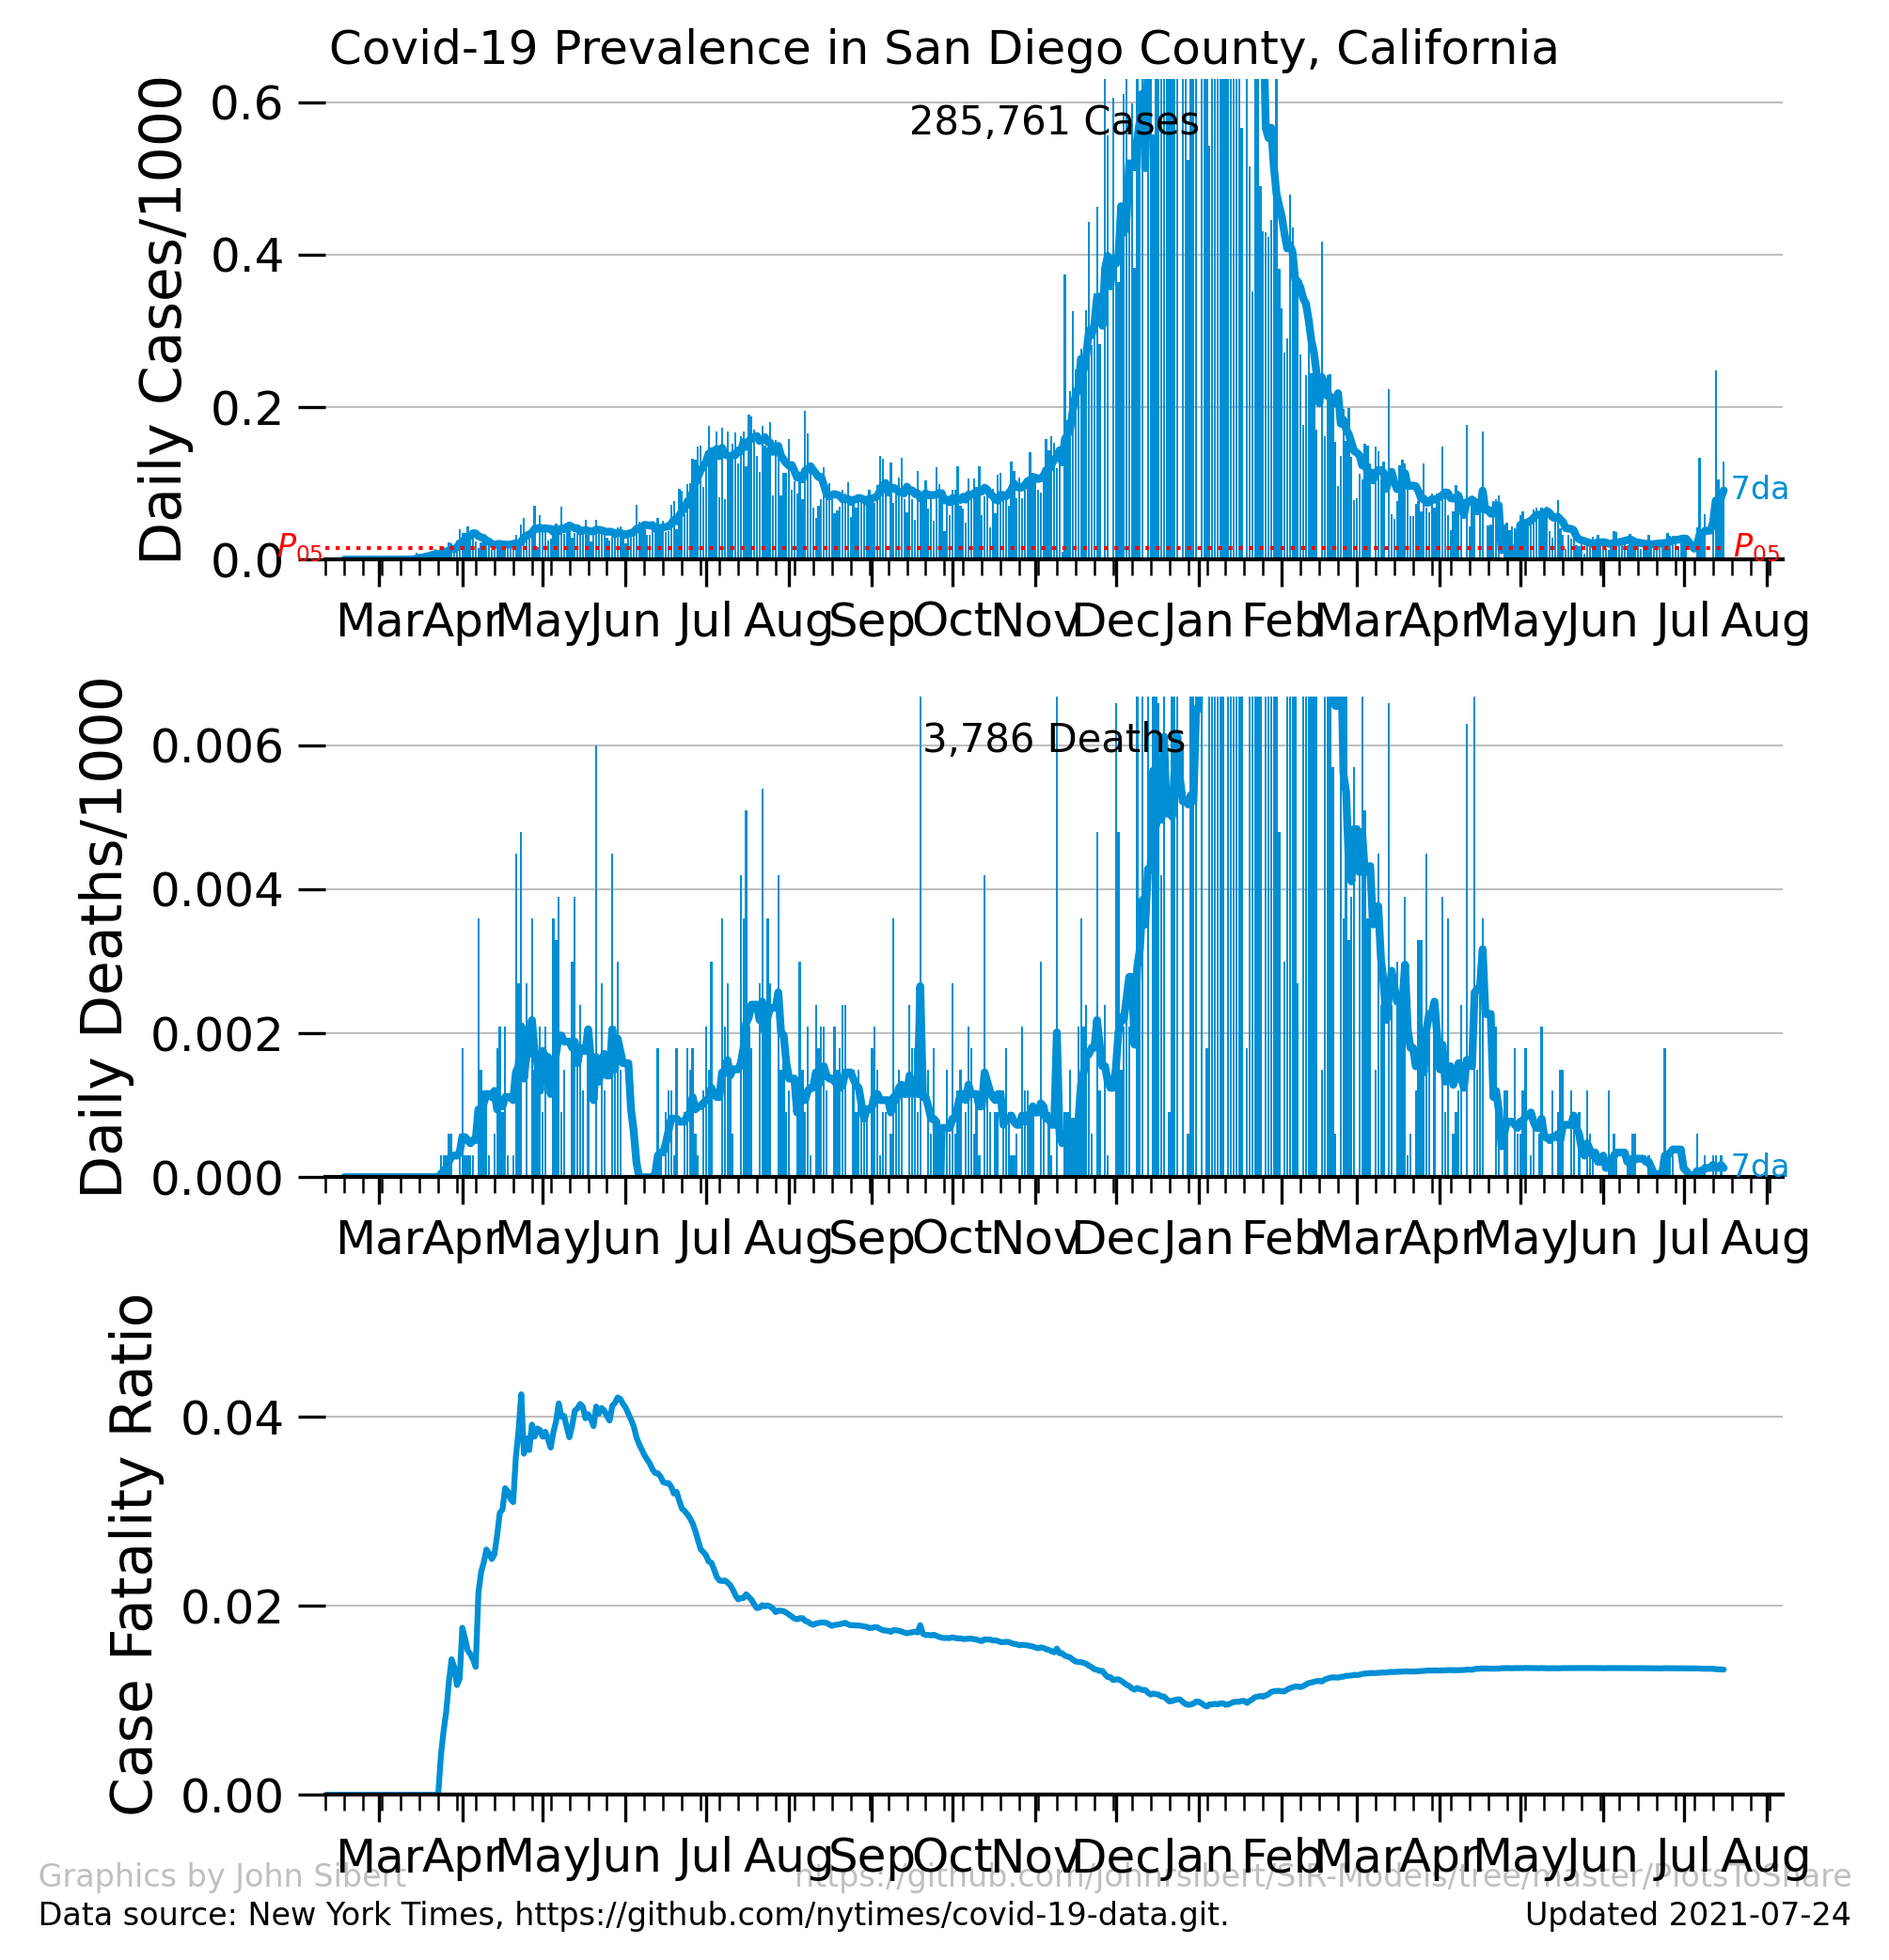 Covid-19 Prevalence in San Diego County, California
Daily Cases/1000
0.6
0.4
0.2
0.0
285,761 Cases
7da
P05
P05
Mar Apr May Jun Jul Aug Sep Oct Nov Dec Jan Feb Mar Apr May Jun Jul Aug
Daily Deaths/1000
0.006
0.004
0.002
0.000
3,786 Deaths
7da
Mar Apr May Jun Jul Aug Sep Oct Nov Dec Jan Feb Mar Apr May Jun Jul Aug
Case Fatality Ratio
0.04
0.02
0.00
Mar Apr May Jun Jul Aug Sep Oct Nov Dec Jan Feb Mar Apr May Jun Jul Aug
Graphics by John Sibert https://github.com/johnrsibert/SIR-Models/tree/master/PlotsToShare
Data source: New York Times, https://github.com/nytimes/covid-19-data.git. Updated 2021-07-24